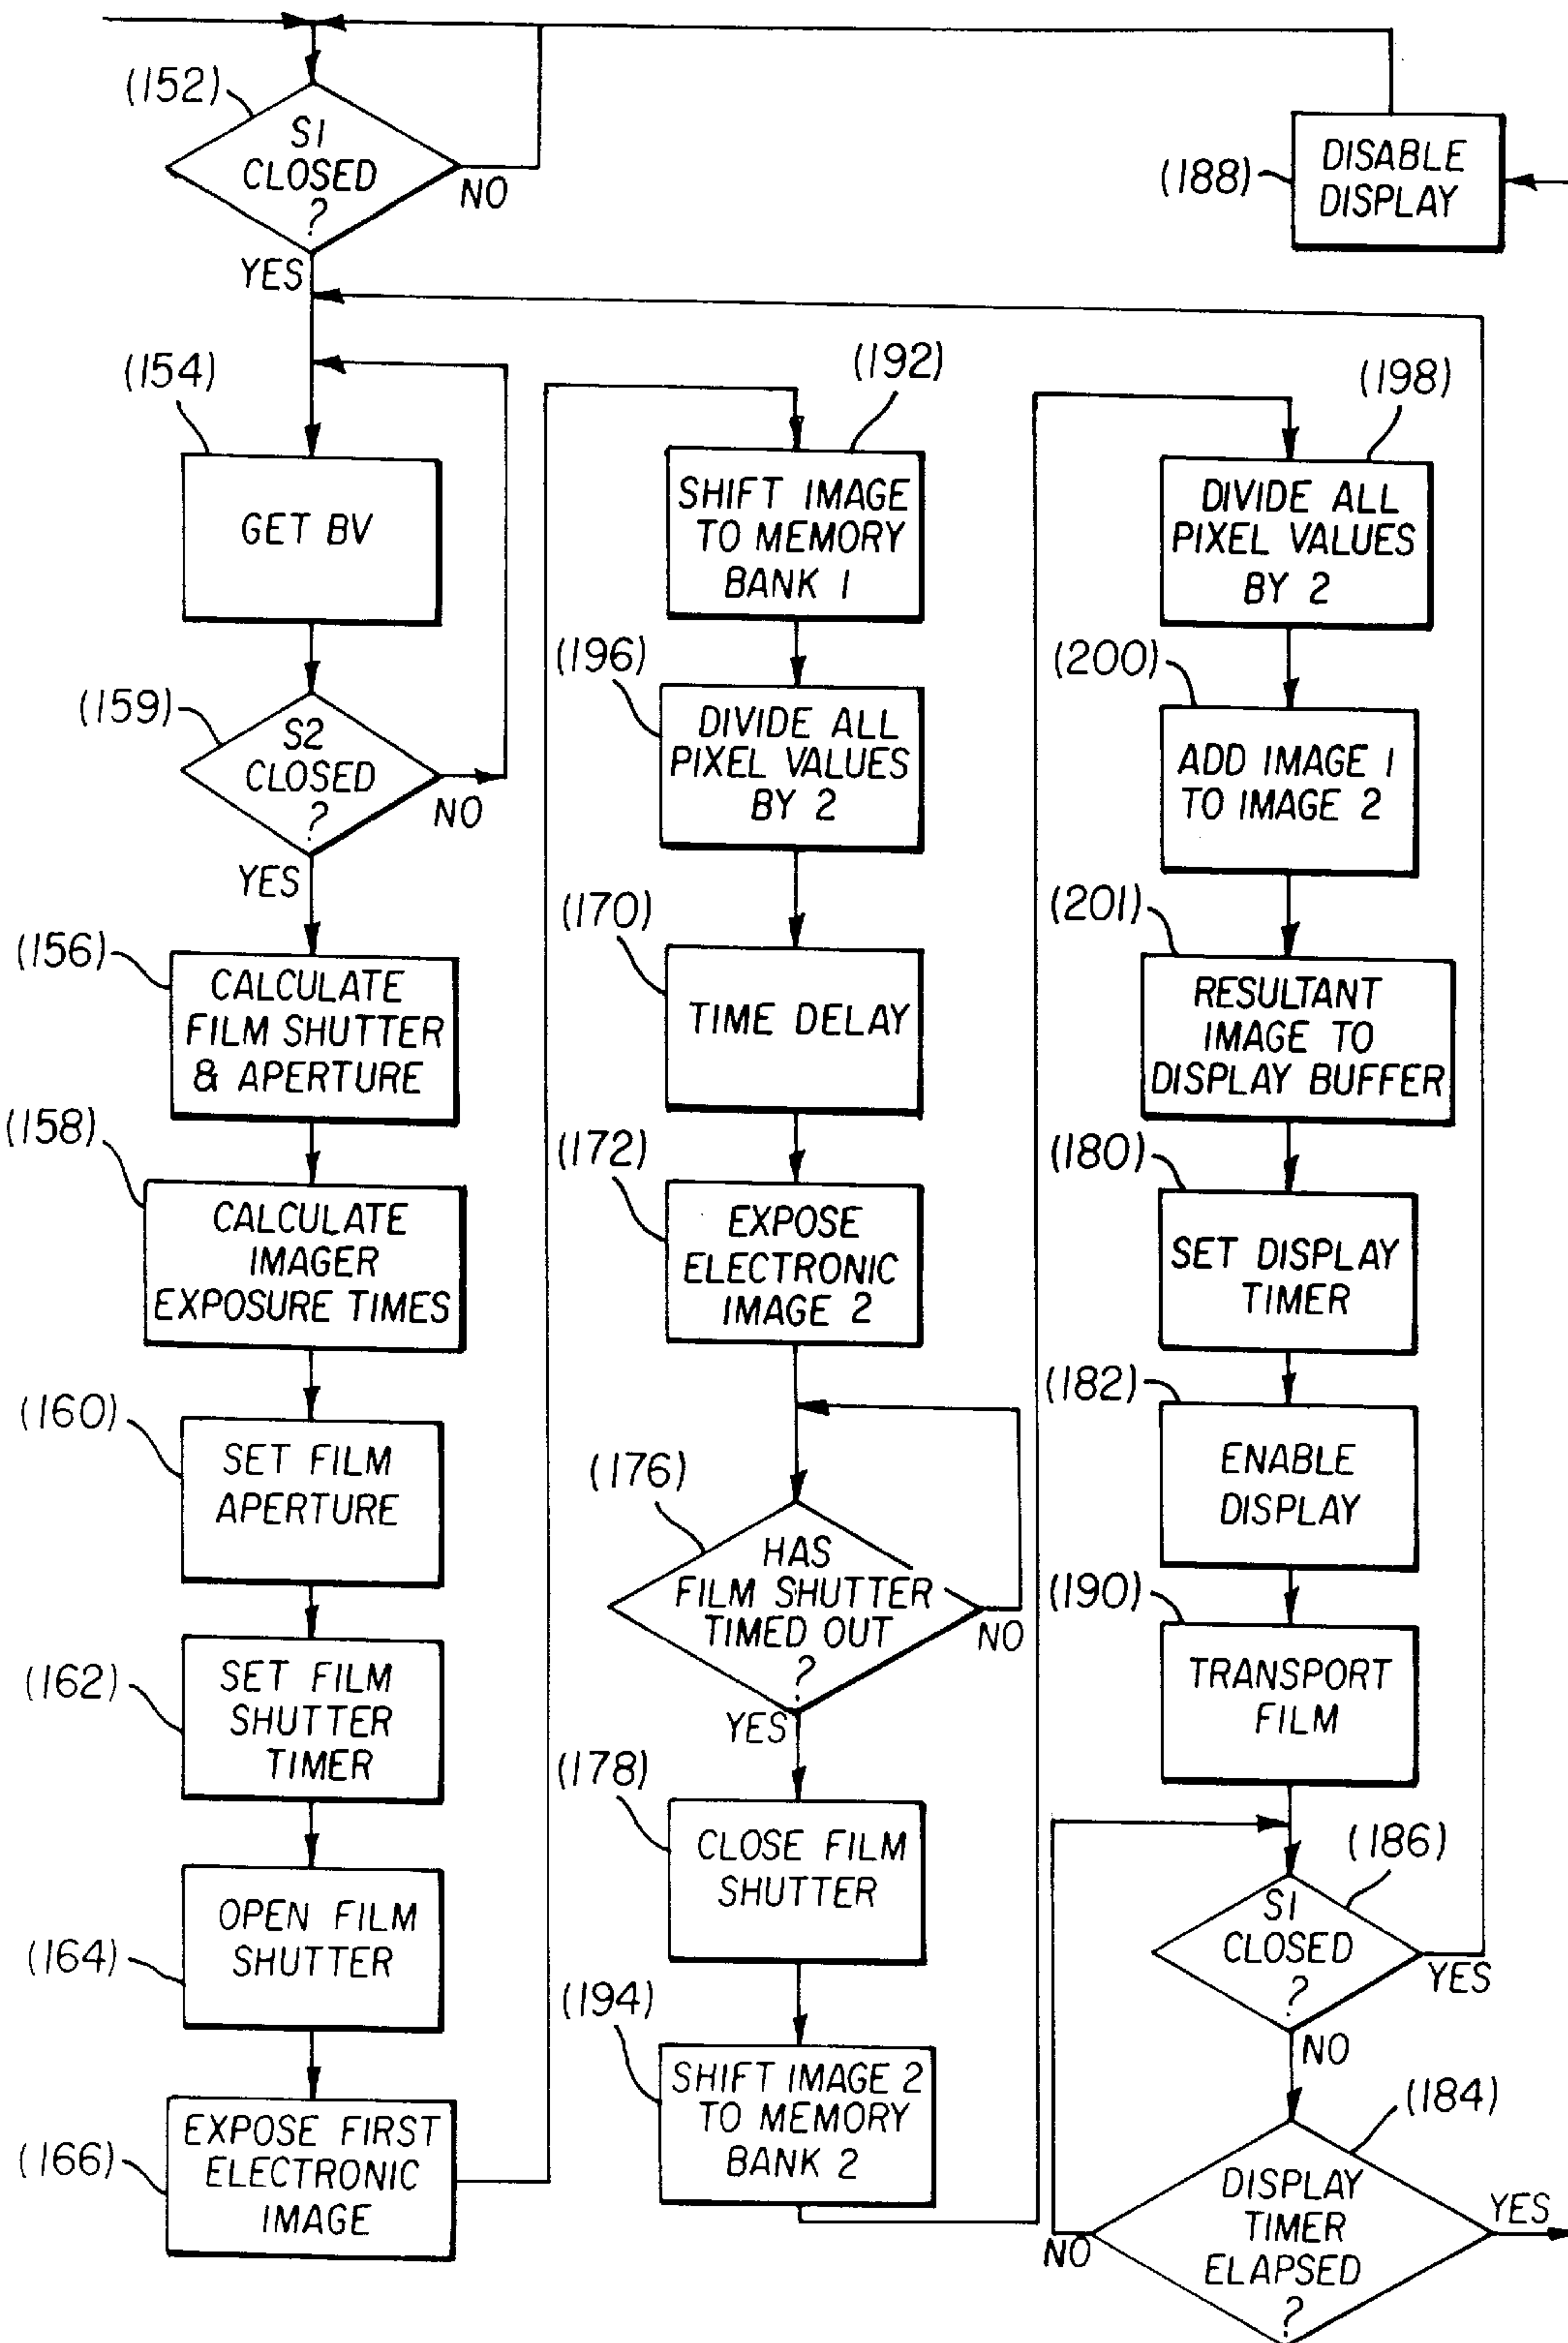 (152)
S1
CLOSED
?
NO
YES
(188)
DISABLE
DISPLAY
(154)
GET BV
(159)
S2
CLOSED
?
NO
YES
(156)
CALCULATE
FILM SHUTTER
& APERTURE
(158)
CALCULATE
IMAGER
EXPOSURE TIMES
(160)
SET FILM
APERTURE
(162)
SET FILM
SHUTTER
TIMER
(164)
OPEN FILM
SHUTTER
(166)
EXPOSE FIRST
ELECTRONIC
IMAGE
(192)
SHIFT IMAGE
TO MEMORY
BANK 1
(196)
DIVIDE ALL
PIXEL VALUES
BY 2
(170)
TIME DELAY
(172)
EXPOSE
ELECTRONIC
IMAGE 2
(176)
HAS
FILM SHUTTER
TIMED OUT
?
NO
YES
(178)
CLOSE FILM
SHUTTER
(194)
SHIFT IMAGE 2
TO MEMORY
BANK 2
(198)
DIVIDE ALL
PIXEL VALUES
BY 2
(200)
ADD IMAGE 1
TO IMAGE 2
(201)
RESULTANT
IMAGE TO
DISPLAY BUFFER
(180)
SET DISPLAY
TIMER
(182)
ENABLE
DISPLAY
(190)
TRANSPORT
FILM
(186)
S1
CLOSED
?
YES
NO
(184)
DISPLAY
TIMER
ELAPSED
?
NO
YES